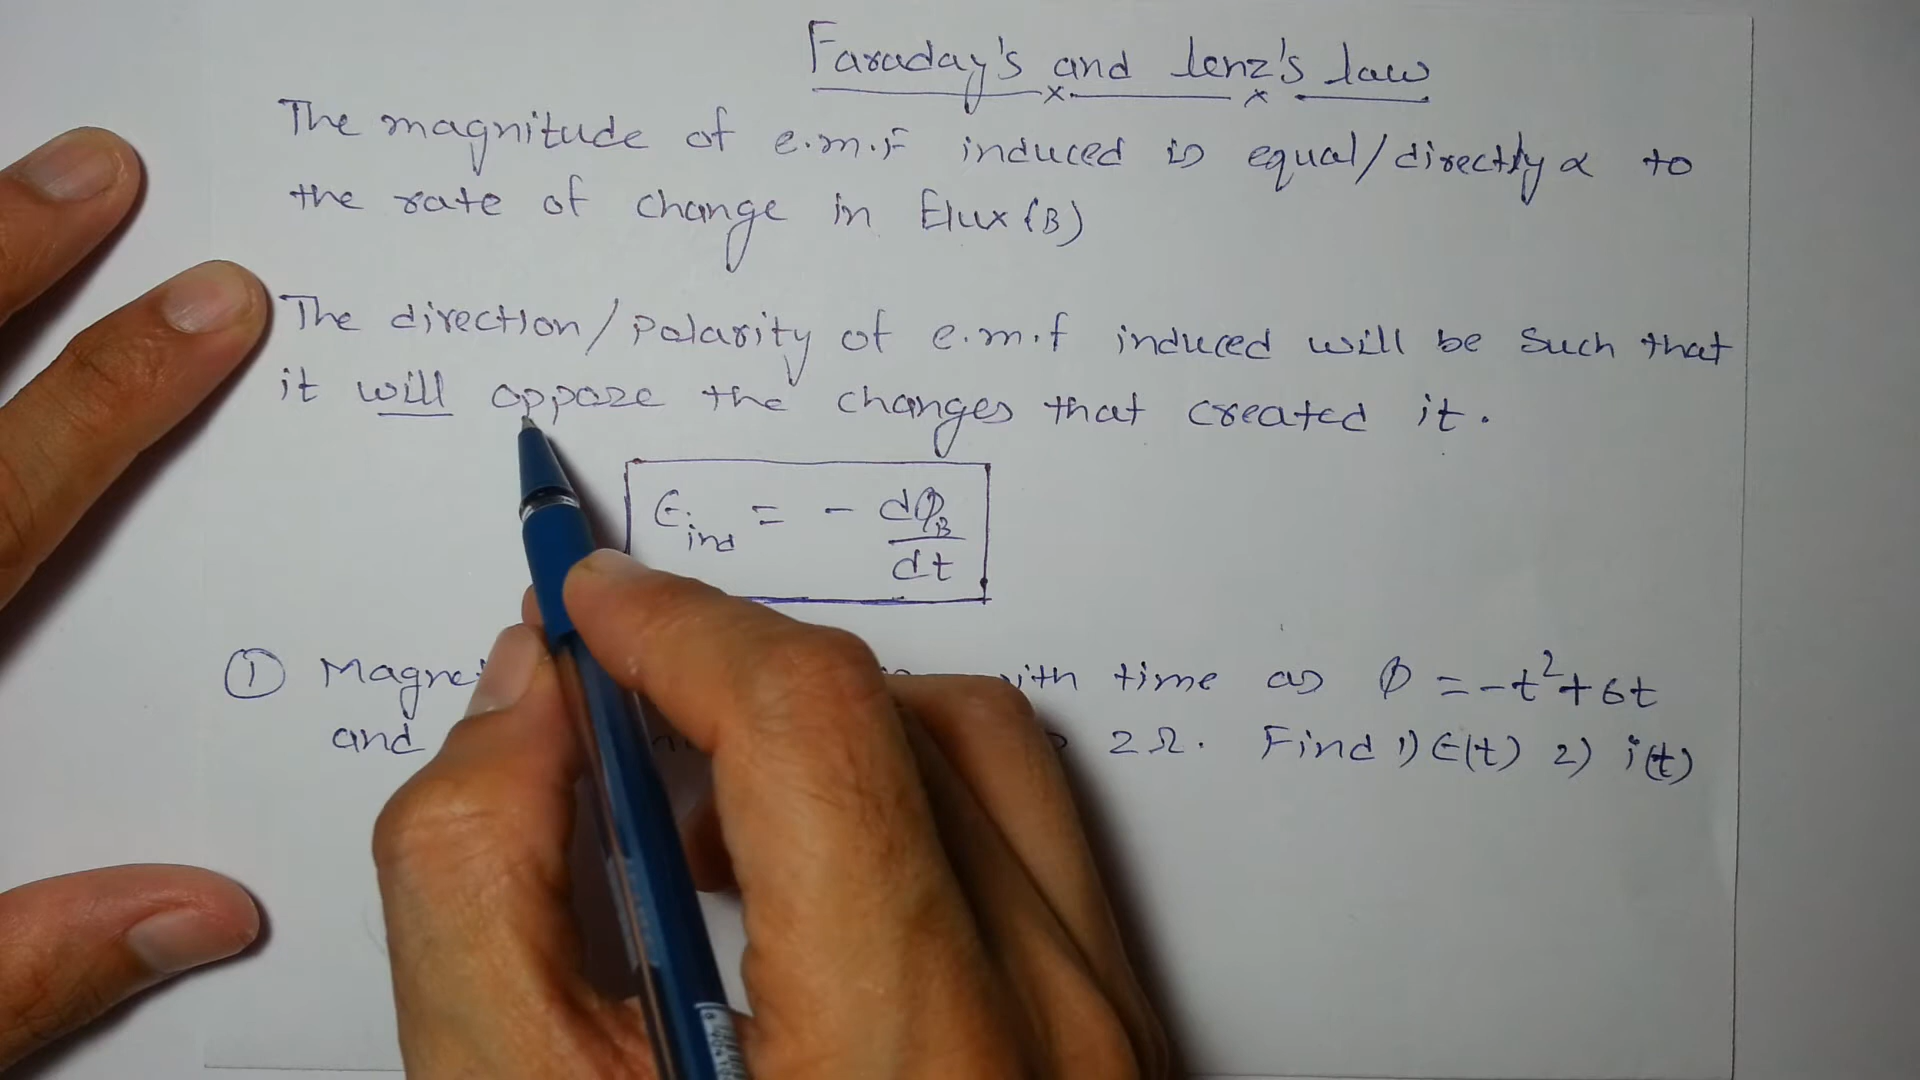 Faraday's and lenz's law
The magnitude of e.m.f induced is equal/directly α to
the rate of change in flux (B)
The direction/polarity of e.m.f induced will be such that
it will oppose the changes that created it.
ϵind = - dΦB
dt
① Magne ith time as Φ = -t²+6t
and 2Ω. Find 1) ϵ(t) 2) i(t)